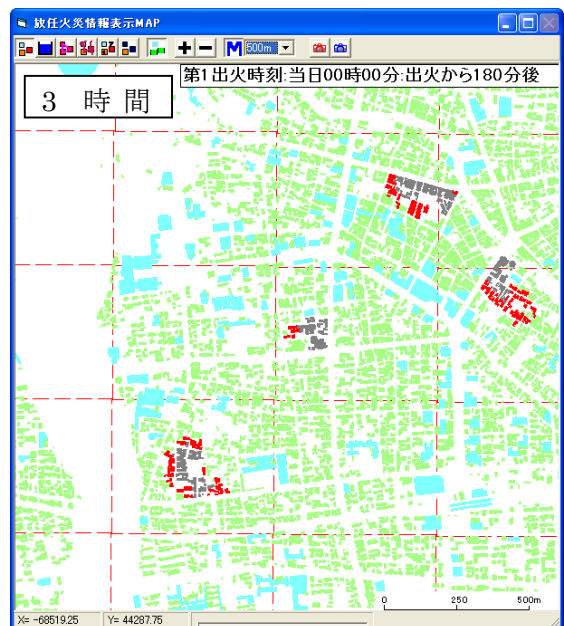 放任火災情報表示MAP
M 500m
第1出火時刻:当日00時00分:出火から180分後
3 時間
0 250 500m
X= -68519.25 Y= 44287.75